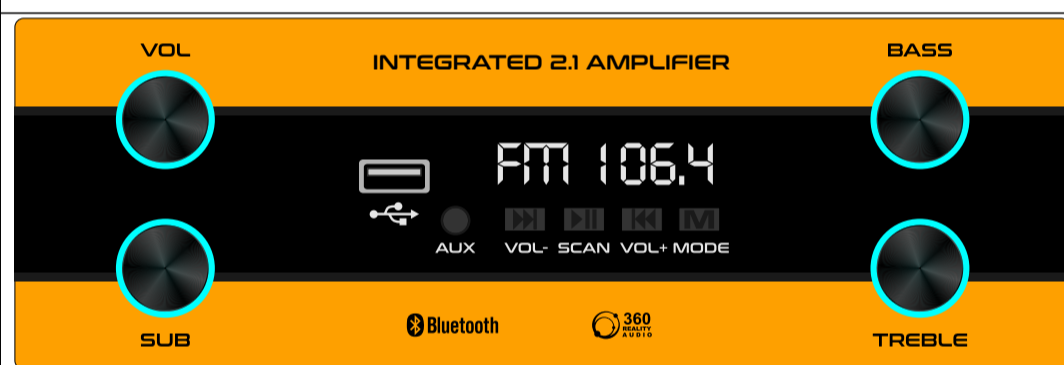 VOL
INTEGRATED 2.1 AMPLIFIER
BASS
FM 106.4
M
AUX VOL- SCAN VOL+ MODE
SUB
Bluetooth
360
REALITY
AUDIO
TREBLE